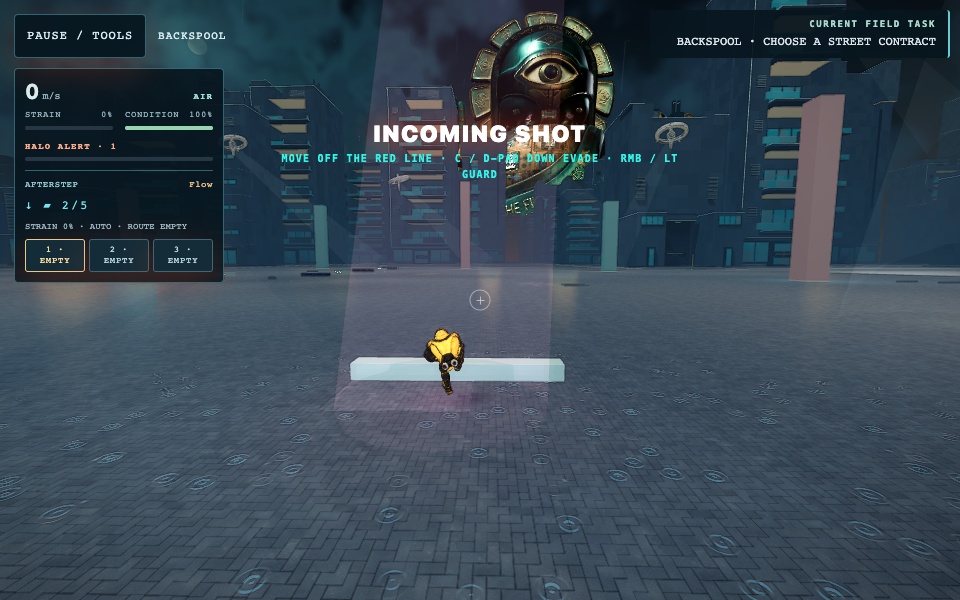 PAUSE / TOOLS
BACKSPOOL
CURRENT FIELD TASK
BACKSPOOL · CHOOSE A STREET CONTRACT
0 m/s
AIR
STRAIN 0%
CONDITION 100%
HALO ALERT · 1
AFTERSTEP
Flow
↓ ▰ 2/5
STRAIN 0% · AUTO · ROUTE EMPTY
1 · EMPTY
2 · EMPTY
3 · EMPTY
INCOMING SHOT
MOVE OFF THE RED LINE · C / D-PAD DOWN EVADE · RMB / LT
GUARD